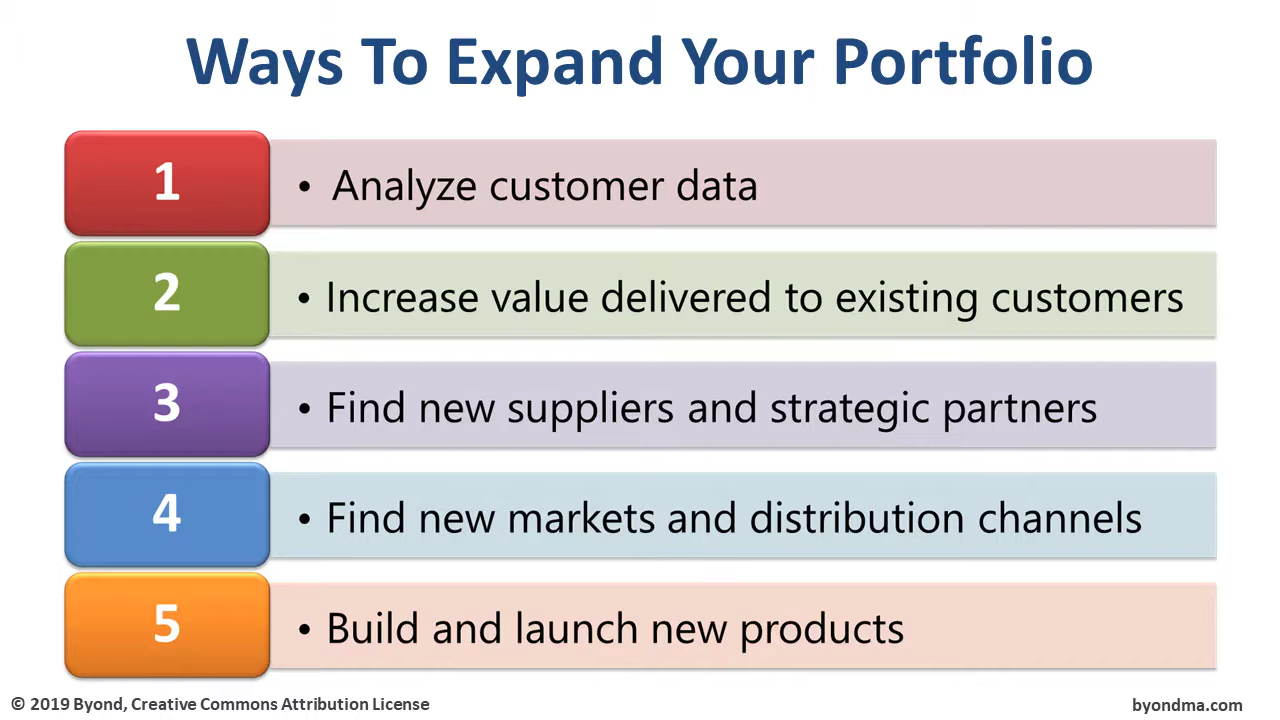 Ways To Expand Your Portfolio
1
• Analyze customer data
2
• Increase value delivered to existing customers
3
• Find new suppliers and strategic partners
4
• Find new markets and distribution channels
5
• Build and launch new products
© 2019 Byond, Creative Commons Attribution License
byondma.com